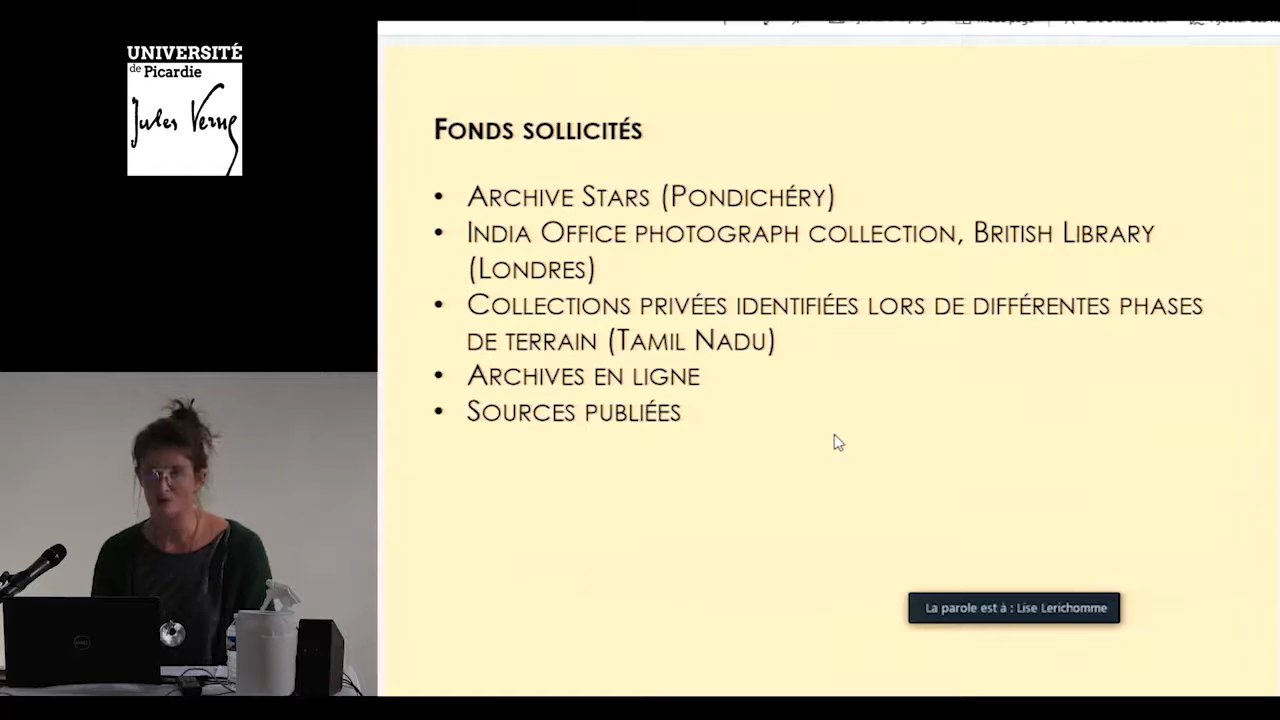 UNIVERSITÉ
de Picardie
Jules Verne
FONDS SOLLICITÉS
• ARCHIVE STARS (PONDICHÉRY)
• INDIA OFFICE PHOTOGRAPH COLLECTION, BRITISH LIBRARY
(LONDRES)
• COLLECTIONS PRIVÉES IDENTIFIÉES LORS DE DIFFÉRENTES PHASES
DE TERRAIN (TAMIL NADU)
• ARCHIVES EN LIGNE
• SOURCES PUBLIÉES
La parole est à : Lise Lerichomme
DELL